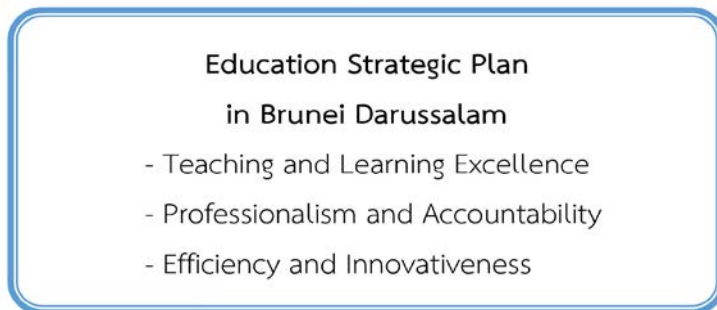 Education Strategic Plan
in Brunei Darussalam
- Teaching and Learning Excellence
- Professionalism and Accountability
- Efficiency and Innovativeness